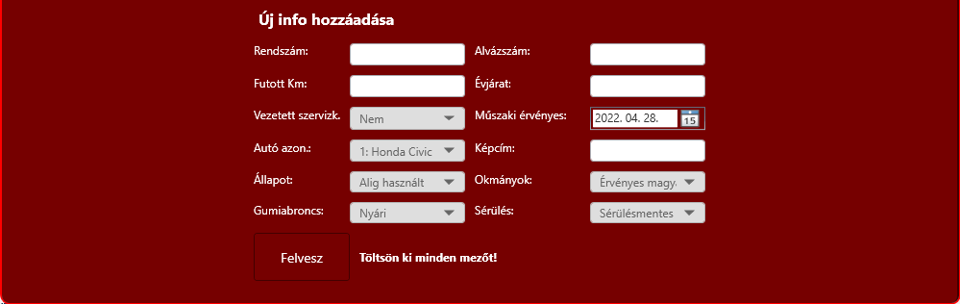 Új info hozzáadása
Rendszám: Alvázszám:
Futott Km: Évjárat:
Vezetett szervizk. Nem Műszaki érvényes: 2022. 04. 28. 15
Autó azon.: 1: Honda Civic Képcím:
Állapot: Alig használt Okmányok: Érvényes magya
Gumiabroncs: Nyári Sérülés: Sérülésmentes
Felvesz Töltsön ki minden mezőt!